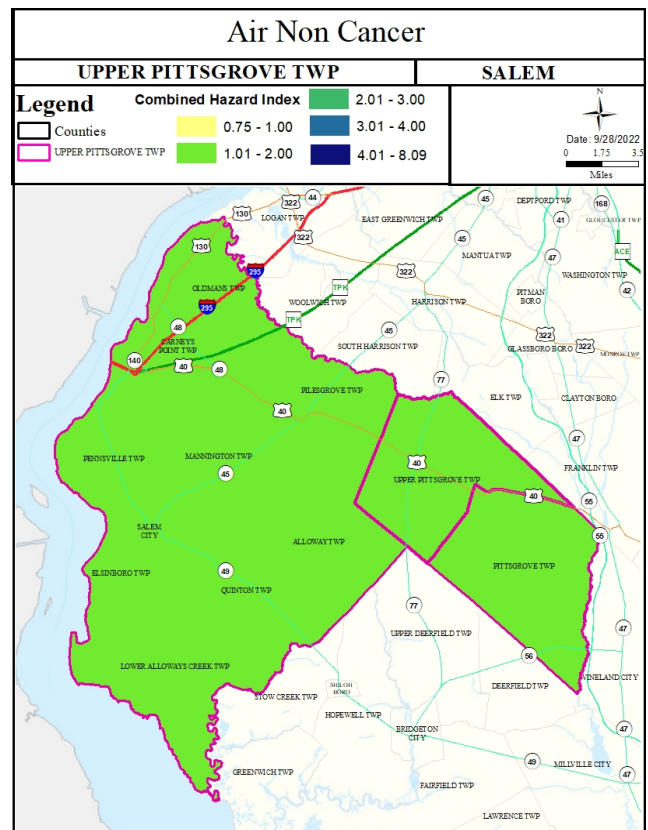 Air Non Cancer
UPPER PITTSGROVE TWP
SALEM
Legend
Counties
UPPER PITTSGROVE TWP
Combined Hazard Index
0.75 - 1.00
1.01 - 2.00
2.01 - 3.00
3.01 - 4.00
4.01 - 8.09
N
Date: 9/28/2022
0 1.75 3.5
Miles
44
322
130
LOGAN TWP
EAST GREENWICH TWP
45
DEPTFORD TWP
168
41
GLOUCESTER TWP
130
322
45
MANTUA TWP
47
ACE
295
322
WASHINGTON TWP
OLDMANS TWP
TPK
WOOLWICH TWP
HARRISON TWP
PITMAN
BORO
42
295
TPK
48
45
322
322
CARNEYS
POINT TWP
SOUTH HARRISON TWP
GLASSBORO BORO
MONROE TWP
140
40
48
77
PILESGROVE TWP
ELK TWP
CLAYTON BORO
40
47
PENNSVILLE TWP
MANNINGTON TWP
45
40
UPPER PITTSGROVE TWP
FRANKLIN TWP
40
55
SALEM
CITY
ALLOWAY TWP
55
ELSINBORO TWP
49
QUINTON TWP
PITTSGROVE TWP
77
UPPER DEERFIELD TWP
47
LOWER ALLOWAYS CREEK TWP
56
SHILOH
BORO
DEERFIELD TWP
VINELAND CITY
STOW CREEK TWP
HOPEWELL TWP
BRIDGETON
CITY
47
GREENWICH TWP
49
MILLVILLE CITY
47
FAIRFIELD TWP
LAWRENCE TWP